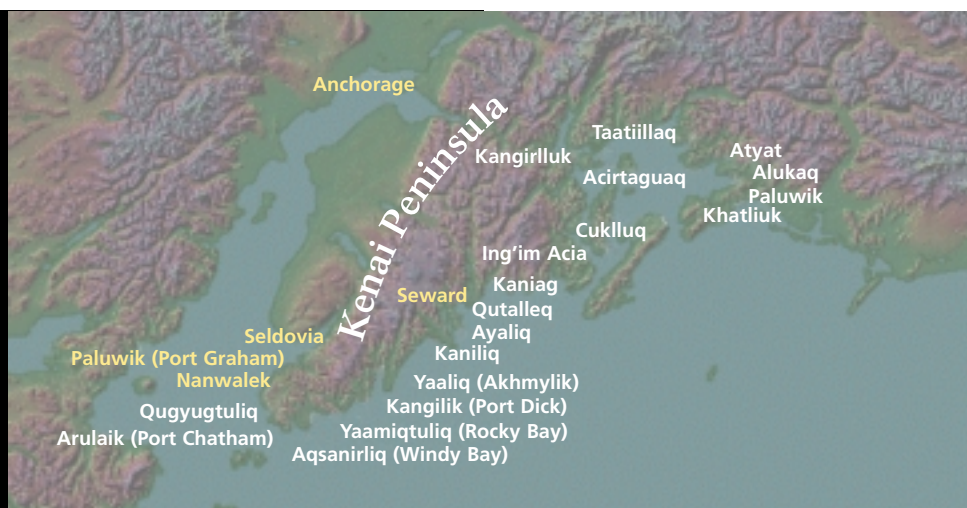 Anchorage
Kenai Peninsula
Taatiillaq
Kangirlluk
Atyat
Alukaq
Acirtaguaq
Paluwik
Khatliuk
Cuklluq
Ing’im Acia
Kaniag
Seward
Qutalleq
Ayaliq
Seldovia
Kaniliq
Paluwik (Port Graham)
Nanwalek
Yaaliq (Akhmylik)
Kangilik (Port Dick)
Qugyugtuliq
Yaamiqtuliq (Rocky Bay)
Arulaik (Port Chatham)
Aqsanirliq (Windy Bay)